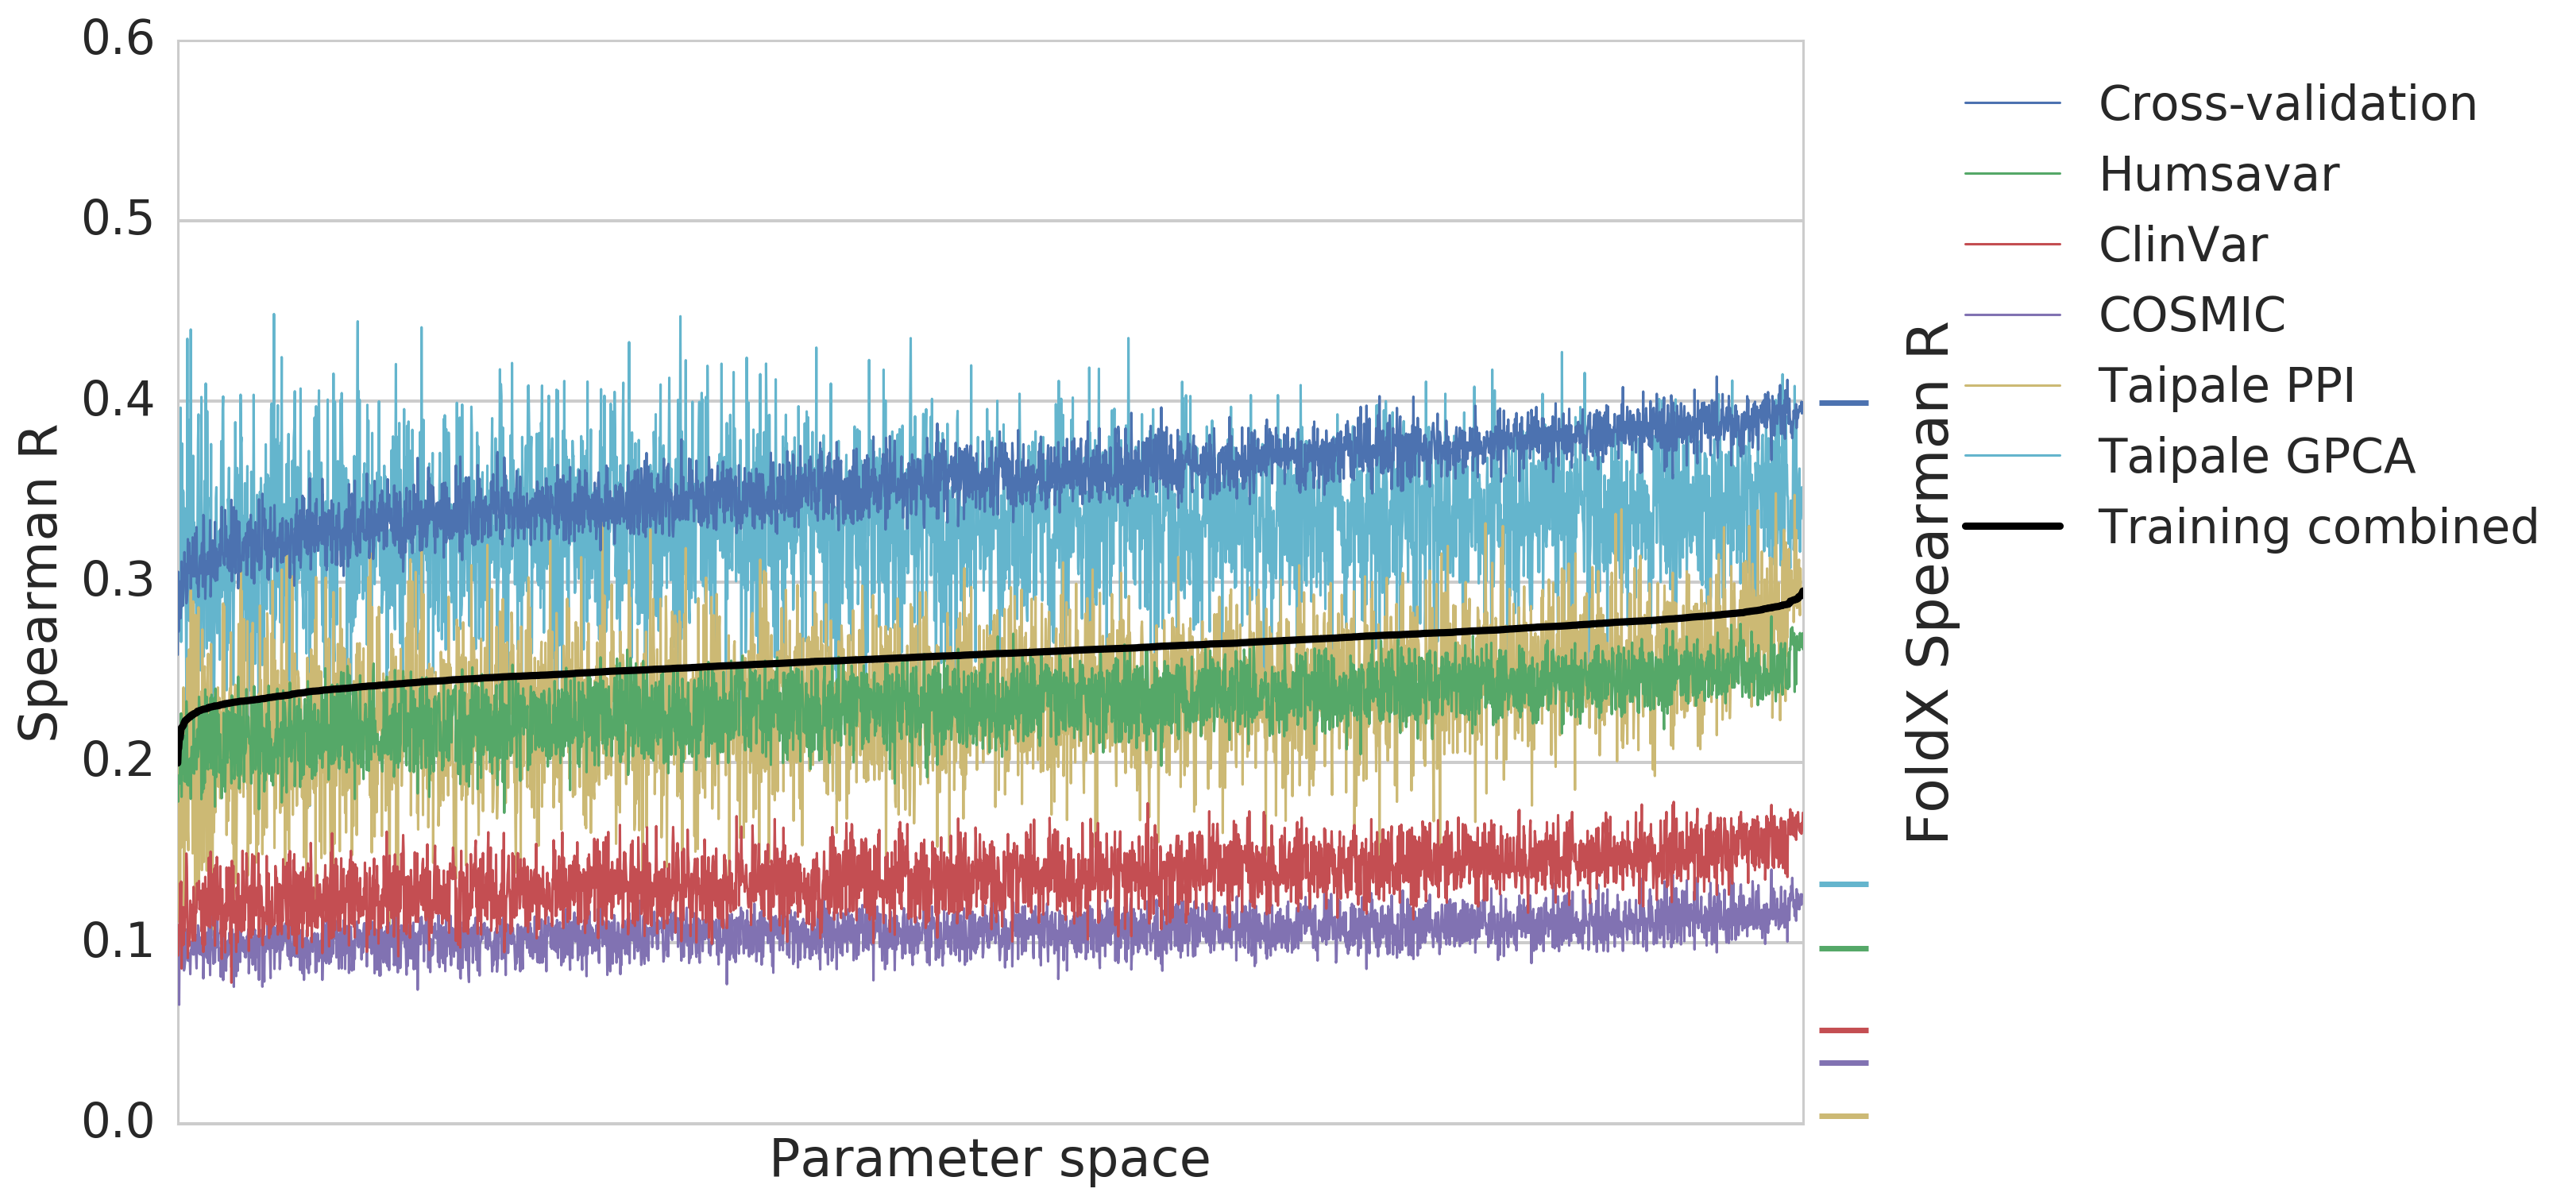 0.6
0.5
0.4
0.3
0.2
0.1
0.0
Spearman R
Parameter space
FoldX Spearman R
Cross-validation
Humsavar
ClinVar
COSMIC
Taipale PPI
Taipale GPCA
Training combined